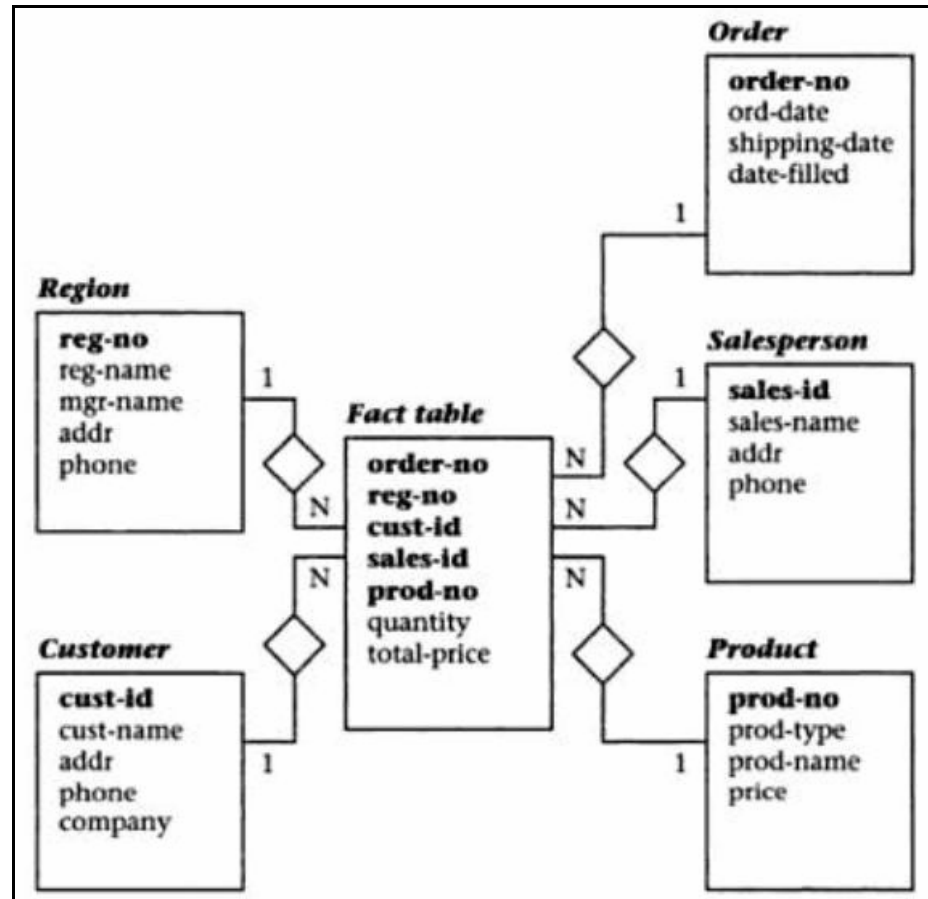 Order
order-no
ord-date
shipping-date
date-filled
1
Region
reg-no
reg-name
mgr-name
addr
phone
1
N
Fact table
order-no
reg-no
cust-id
sales-id
prod-no
quantity
total-price
N
N
N
N
Salesperson
1
sales-id
sales-name
addr
phone
Customer
cust-id
cust-name
addr
phone
company
1
Product
prod-no
prod-type
prod-name
price
1